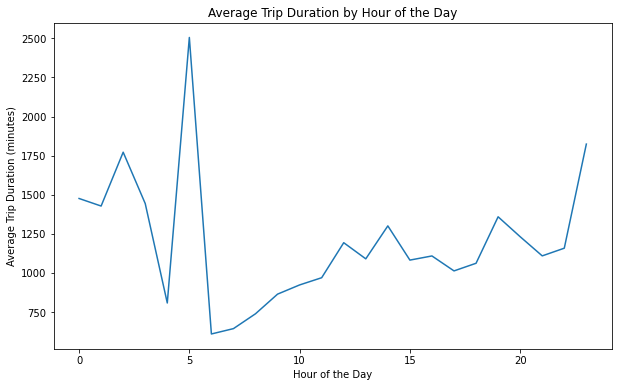 Average Trip Duration by Hour of the Day
Average Trip Duration (minutes)
2500
2250
2000
1750
1500
1250
1000
750
0 5 10 15 20
Hour of the Day